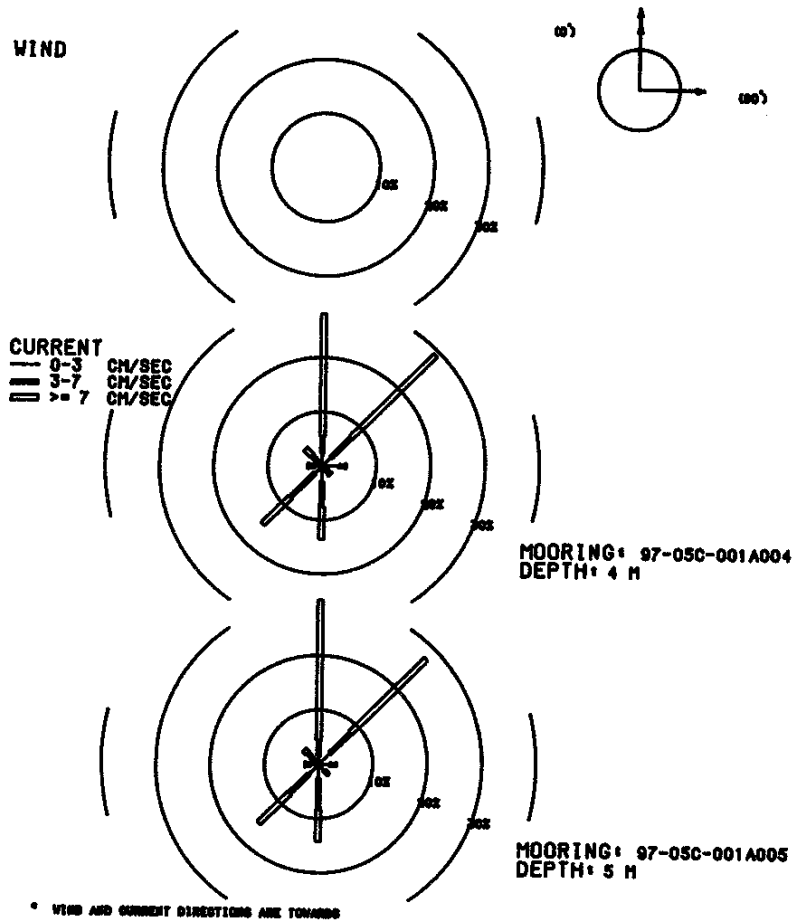 WIND
(0°)
(90°)
10%
20%
30%
CURRENT
0-3 CM/SEC
3-7 CM/SEC
>= 7 CM/SEC
10%
20%
30%
MOORING: 97-05C-001A004
DEPTH: 4 M
10%
20%
30%
MOORING: 97-05C-001A005
DEPTH: 5 M
* WIND AND CURRENT DIRECTIONS ARE TOWARDS